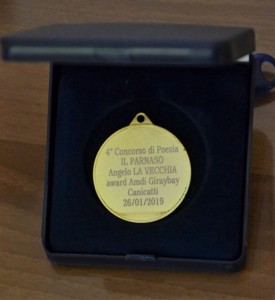 4° Concorso di Poesia
IL PARNASO
Angelo LA VECCHIA
award Amdi Giraybay
Canicattì
26/01/2019